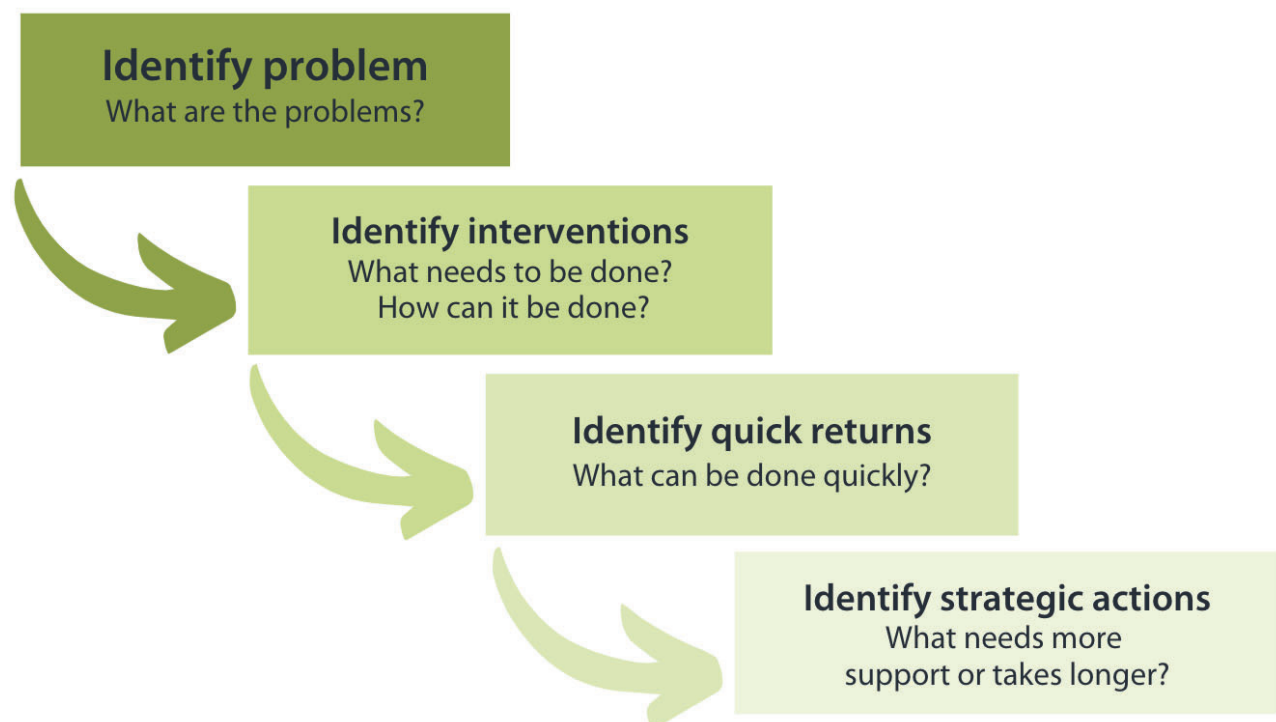 Identify problem
What are the problems?
Identify interventions
What needs to be done?
How can it be done?
Identify quick returns
What can be done quickly?
Identify strategic actions
What needs more
support or takes longer?